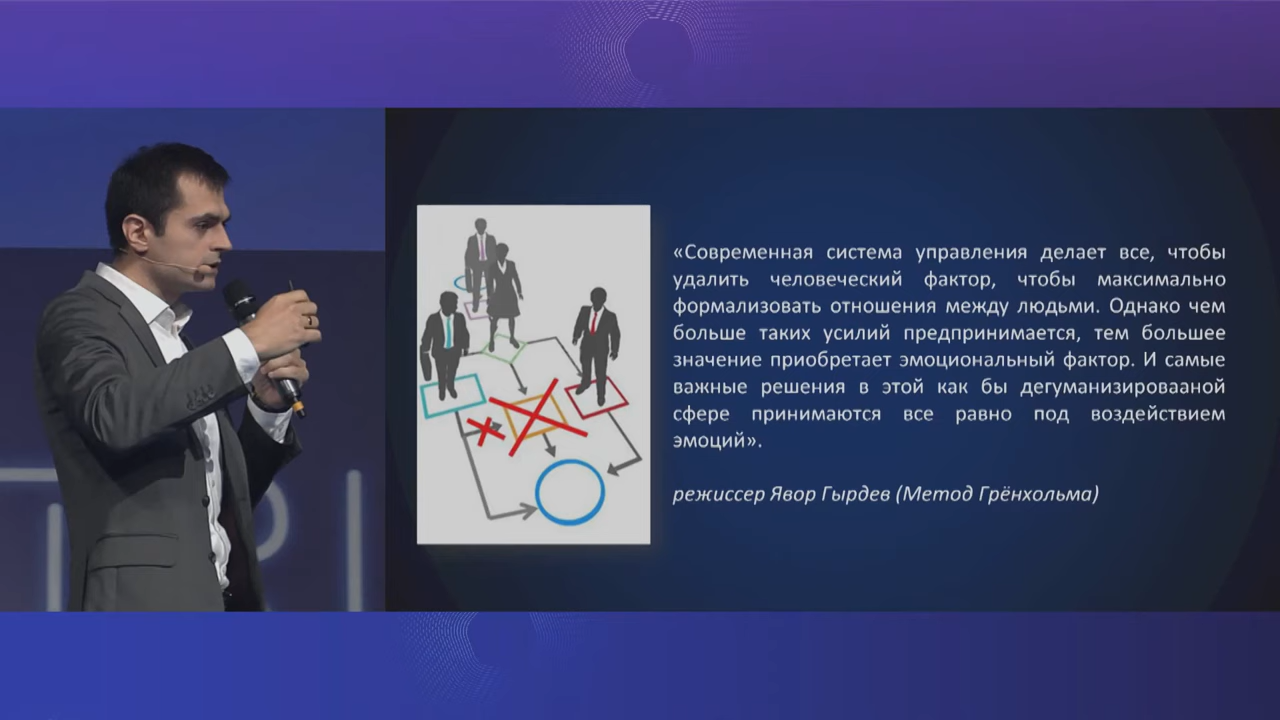 «Современная система управления делает все, чтобы
удалить человеческий фактор, чтобы максимально
формализовать отношения между людьми. Однако чем
больше таких усилий предпринимается, тем большее
значение приобретает эмоциональный фактор. И самые
важные решения в этой как бы дегуманизировааной
сфере принимаются все равно под воздействием
эмоций».
режиссер Явор Гырдев (Метод Грёнхольма)
TRI